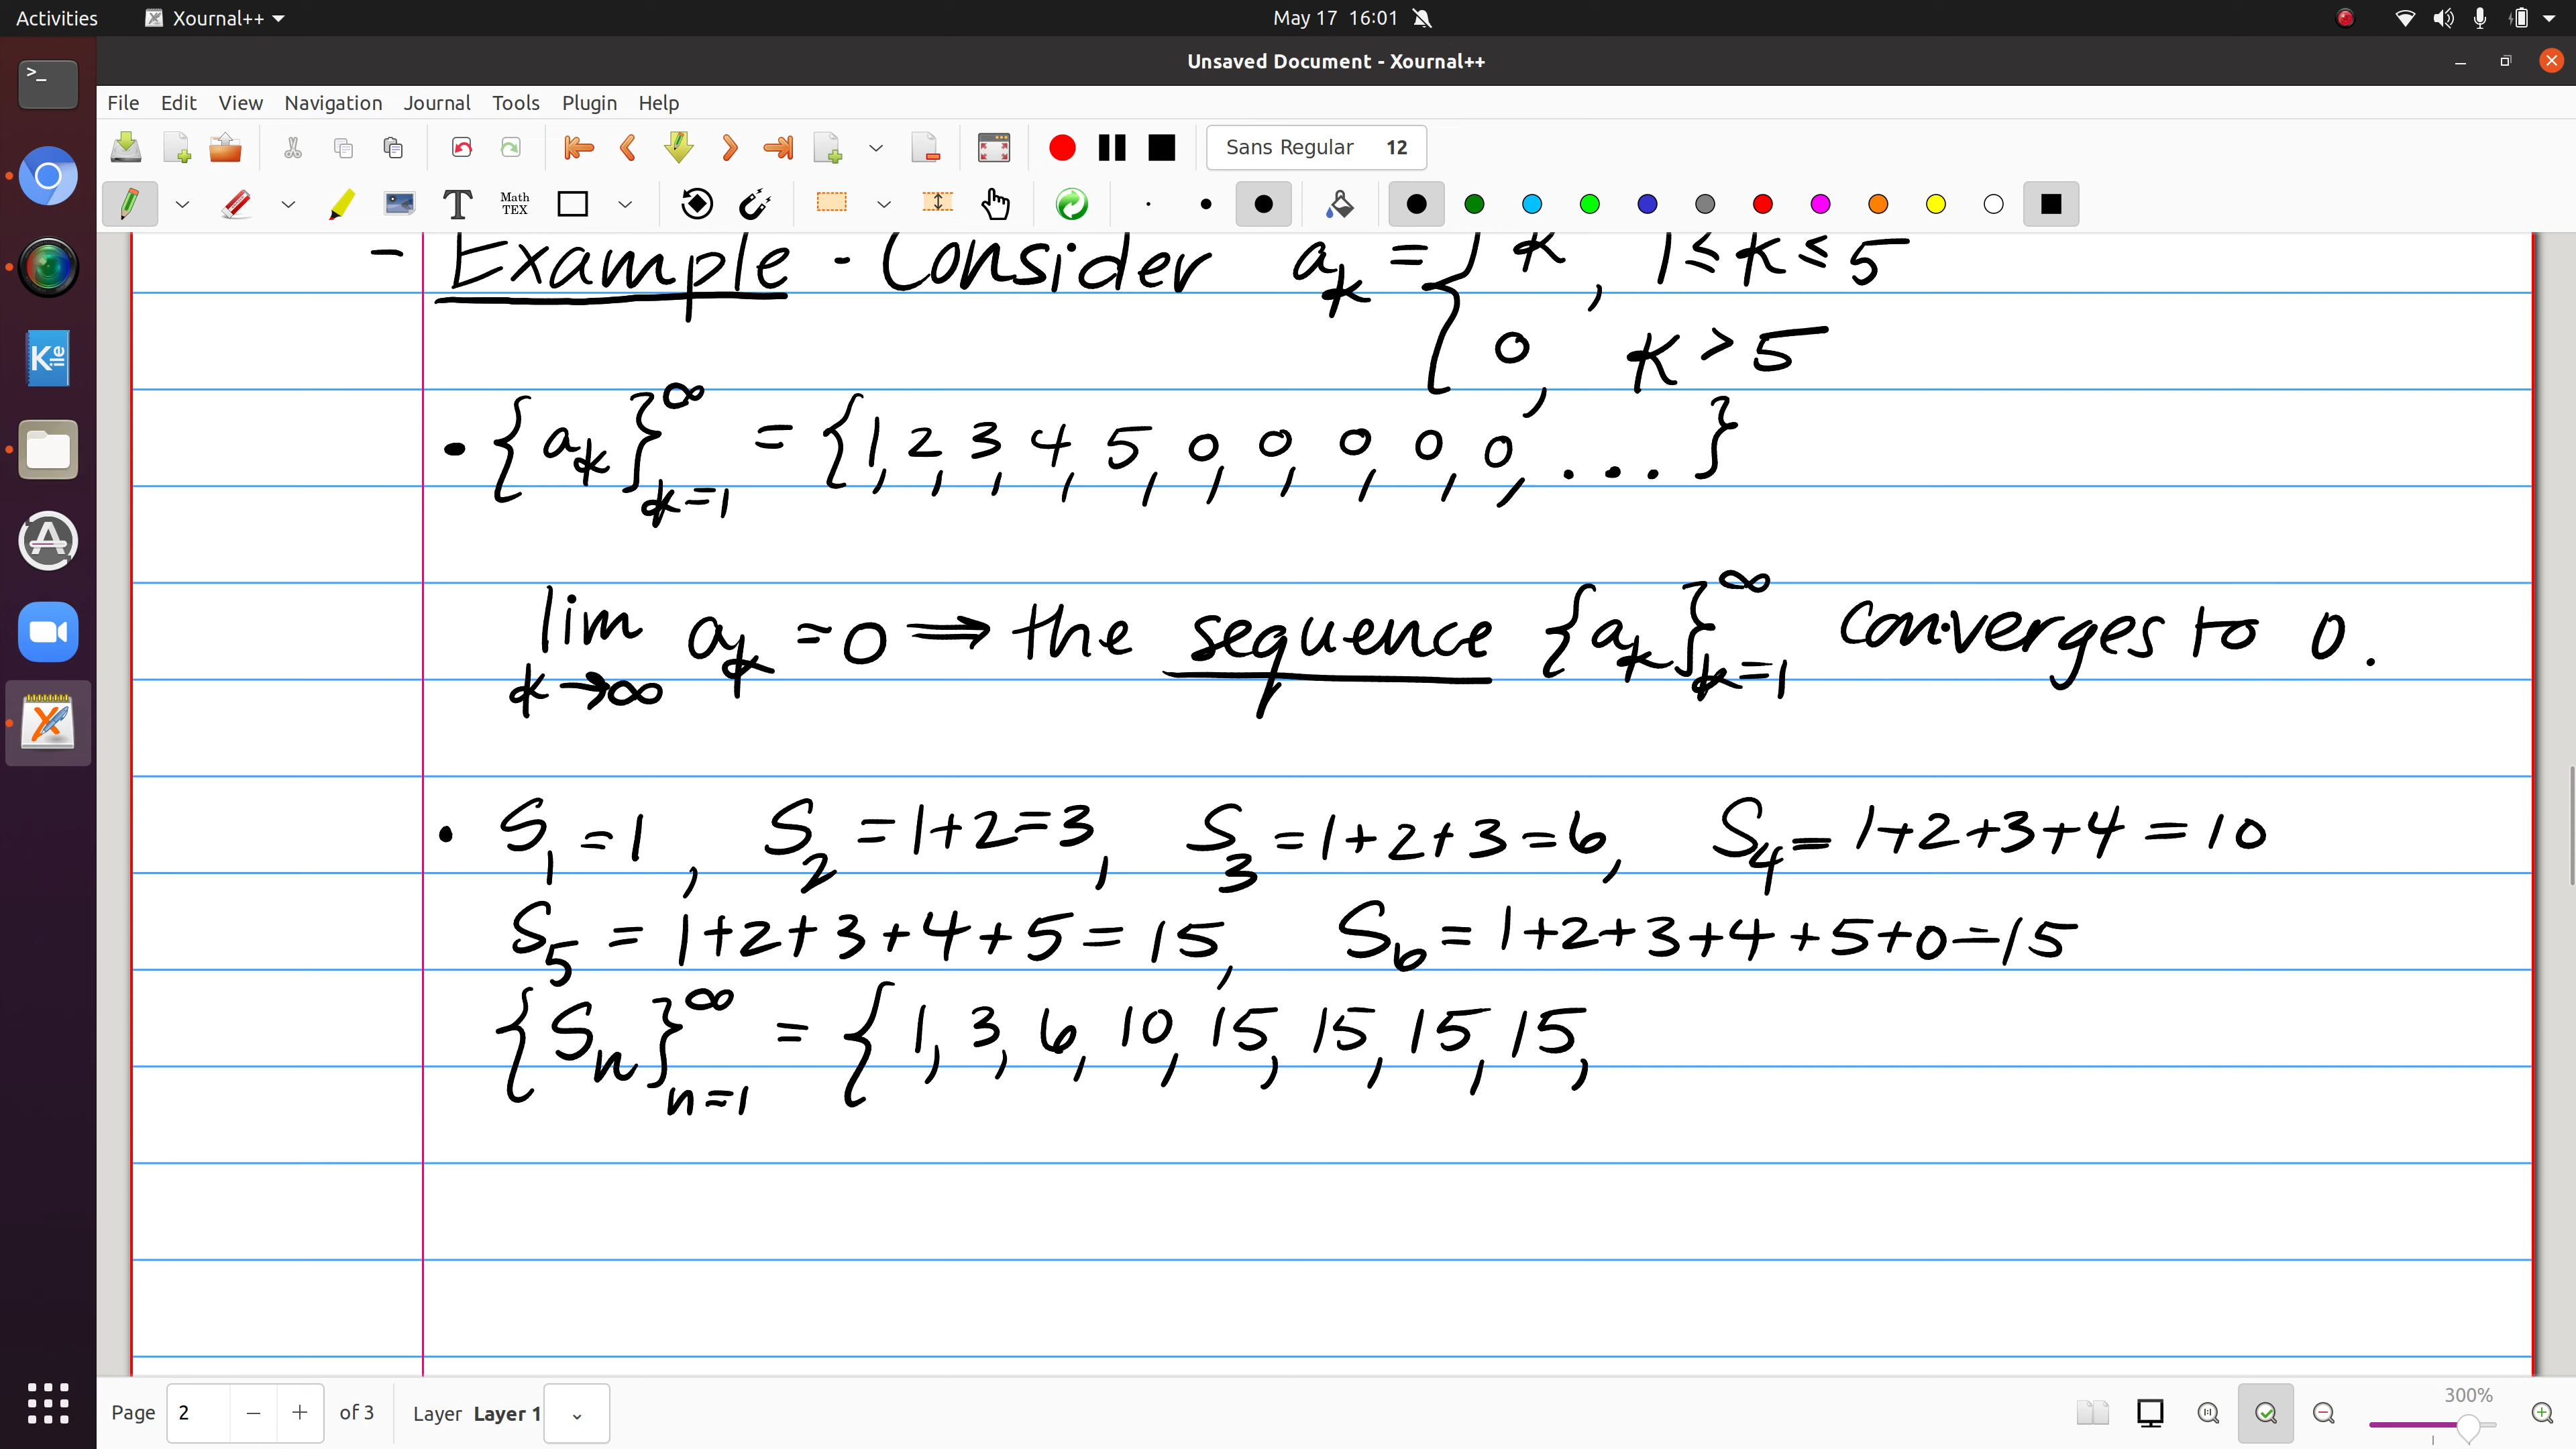 Activities Xournal++ May 17 16:01
Unsaved Document - Xournal++
File Edit View Navigation Journal Tools Plugin Help
Sans Regular 12
Math TEX
- Example - Consider a_k = { k, 1 ≤ k ≤ 5
0, k > 5
• {a_k}_{k=1}^∞ = {1, 2, 3, 4, 5, 0, 0, 0, 0, 0, ... }
lim_{k→∞} a_k = 0 ⟹ the sequence {a_k}_{k=1}^∞ converges to 0.
• S_1 = 1, S_2 = 1+2=3, S_3 = 1+2+3=6, S_4 = 1+2+3+4=10
S_5 = 1+2+3+4+5=15, S_6 = 1+2+3+4+5+0=15
{S_n}_{n=1}^∞ = { 1, 3, 6, 10, 15, 15, 15, 15,
Page 2 − + of 3 Layer Layer 1 300%